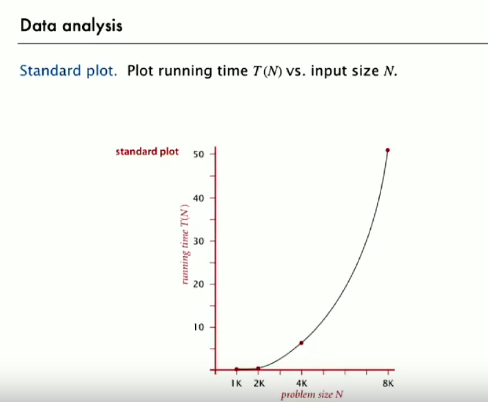 Data analysis
Standard plot. Plot running time T(N) vs. input size N.
standard plot
50
40
30
20
10
running time T(N)
1K 2K 4K 8K
problem size N